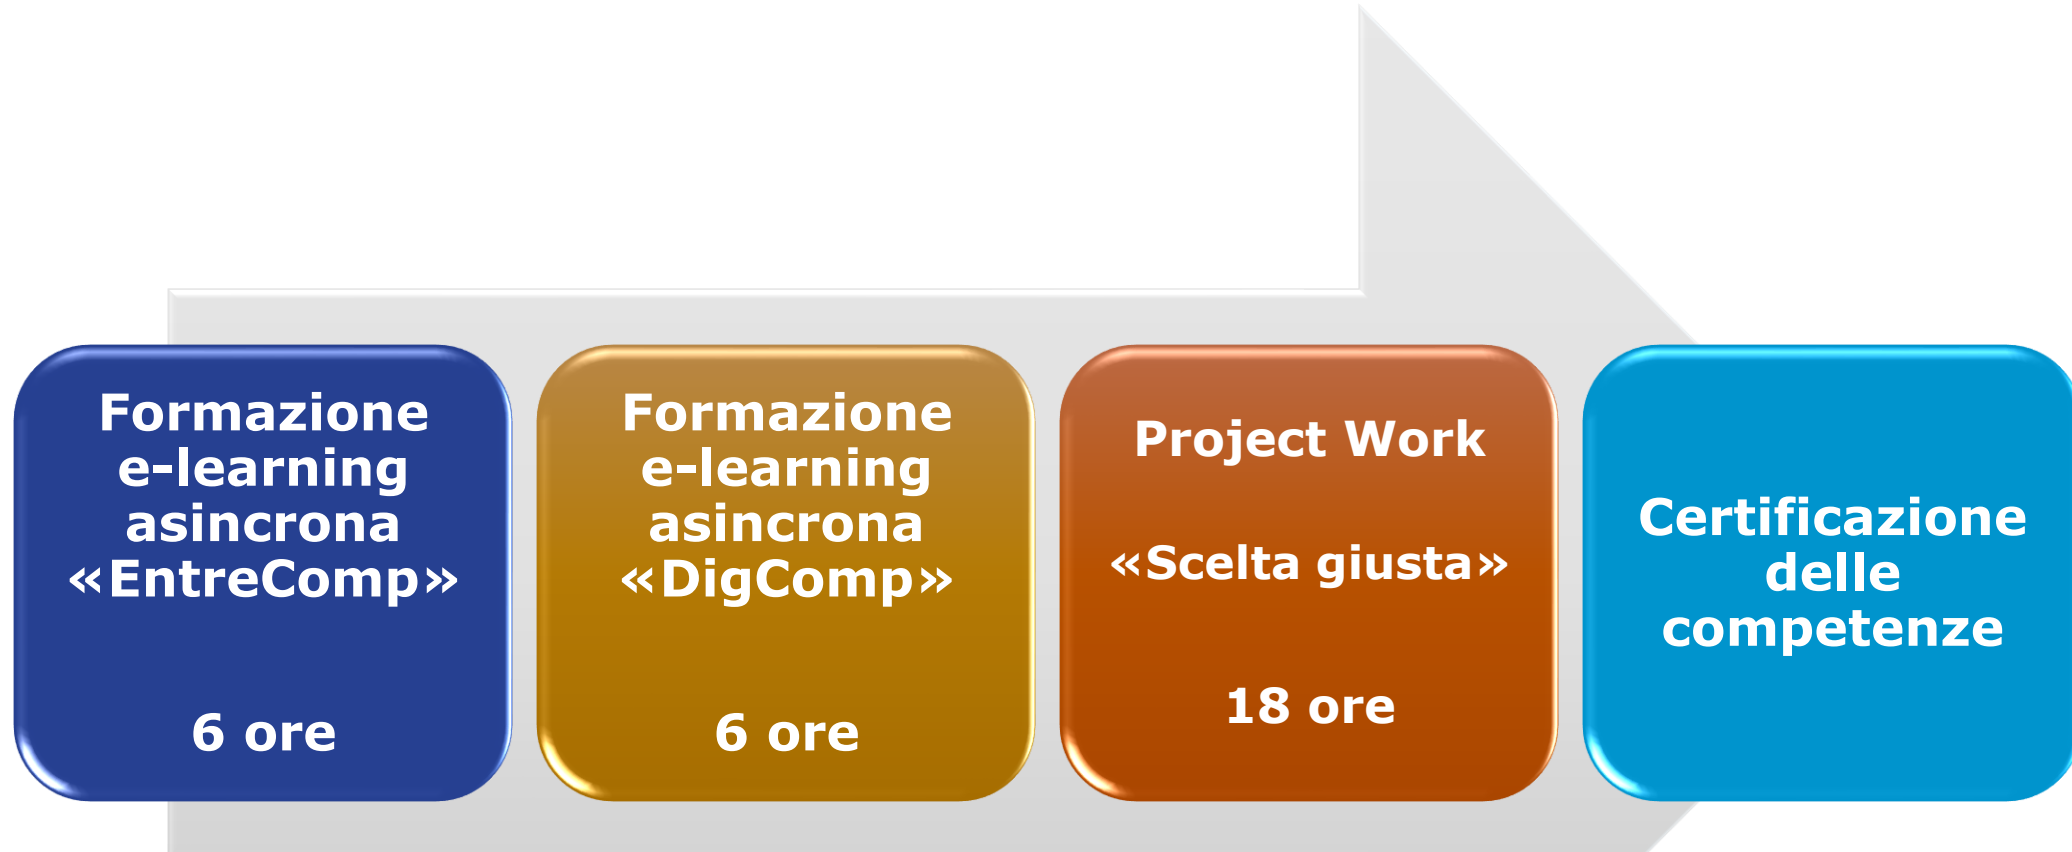 Formazione
e-learning
asincrona
«EntreComp»
6 ore
Formazione
e-learning
asincrona
«DigComp»
6 ore
Project Work
«Scelta giusta»
18 ore
Certificazione
delle
competenze